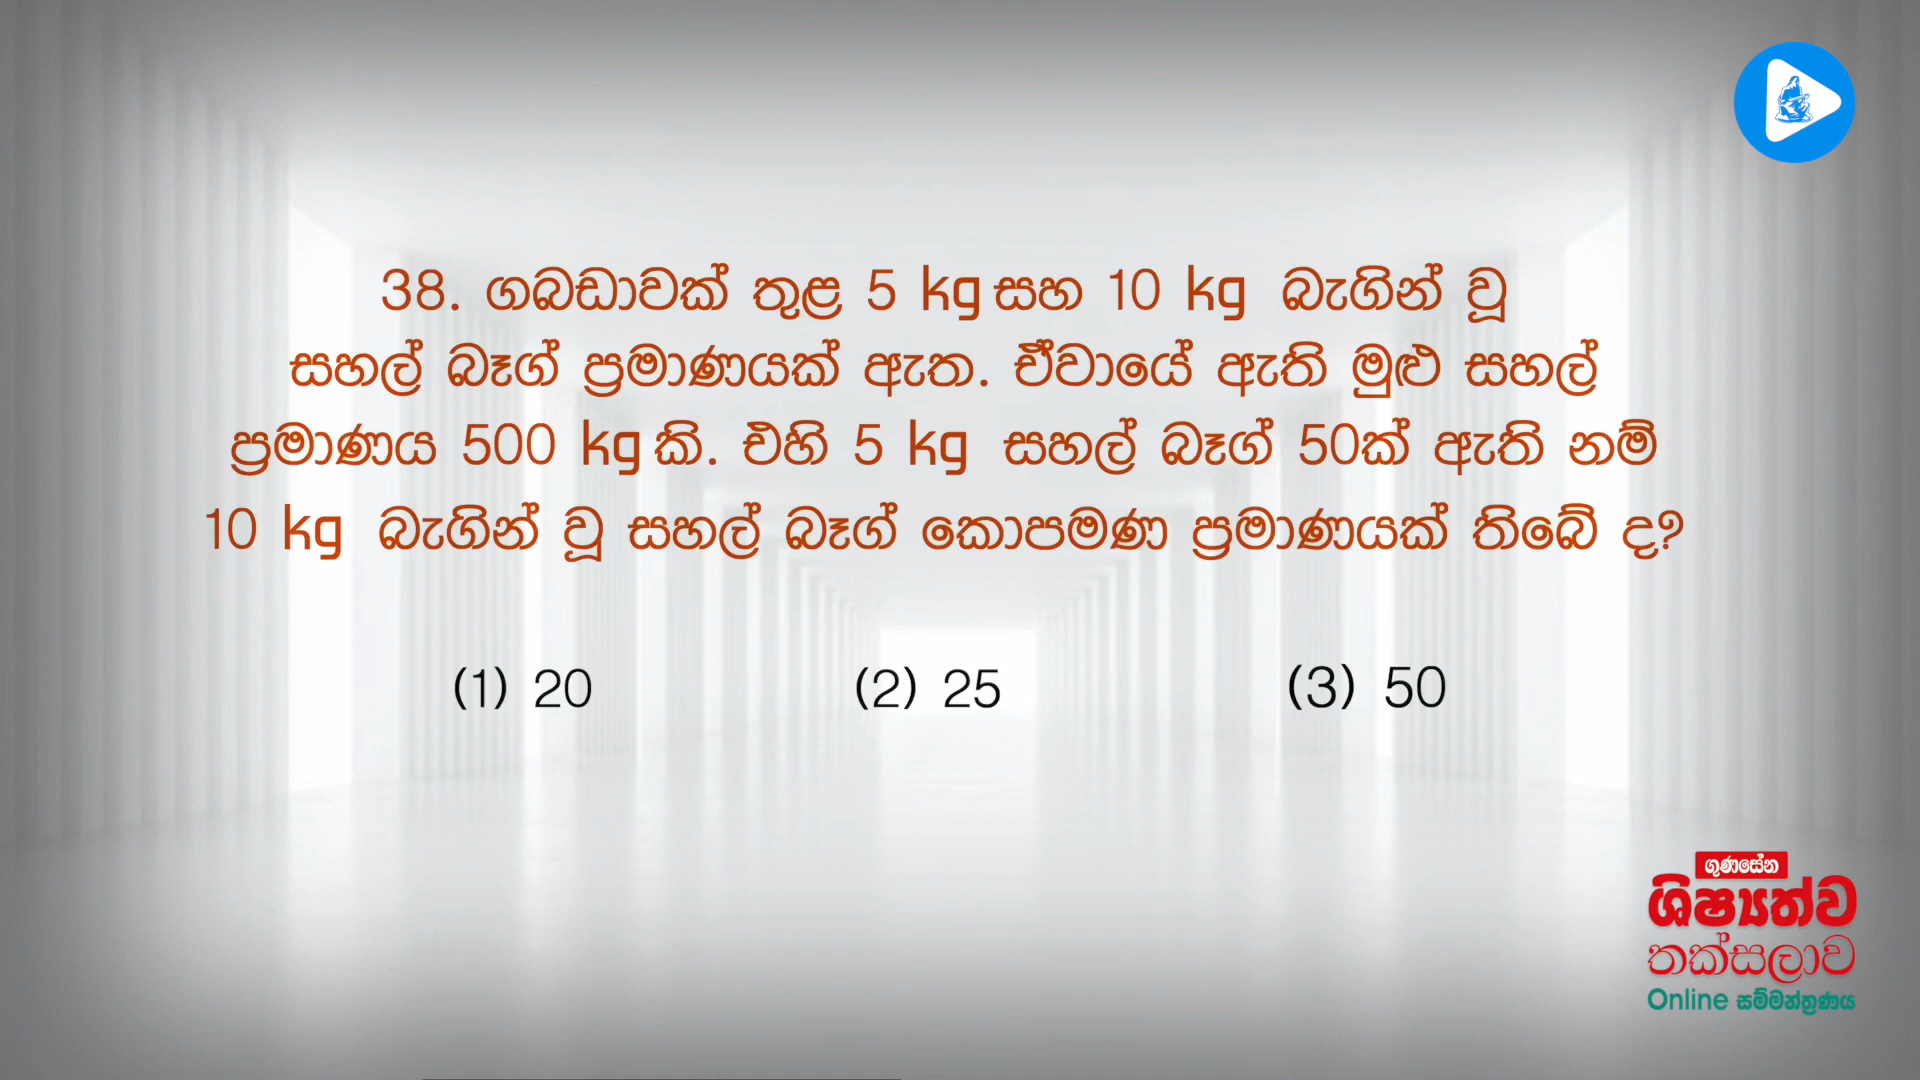 38. ගබඩාවක් තුළ 5 kg සහ 10 kg බැගින් වූ
සහල් බෑග් ප්‍රමාණයක් ඇත. ඒවායේ ඇති මුළු සහල්
ප්‍රමාණය 500 kg කි. එහි 5 kg සහල් බෑග් 50ක් ඇති නම්
10 kg බැගින් වූ සහල් බෑග් කොපමණ ප්‍රමාණයක් තිබේ ද?
(1) 20 (2) 25 (3) 50
ගුණසේන
ශිෂ්‍යත්ව
තක්සලාව
Online සම්මන්ත්‍රණය